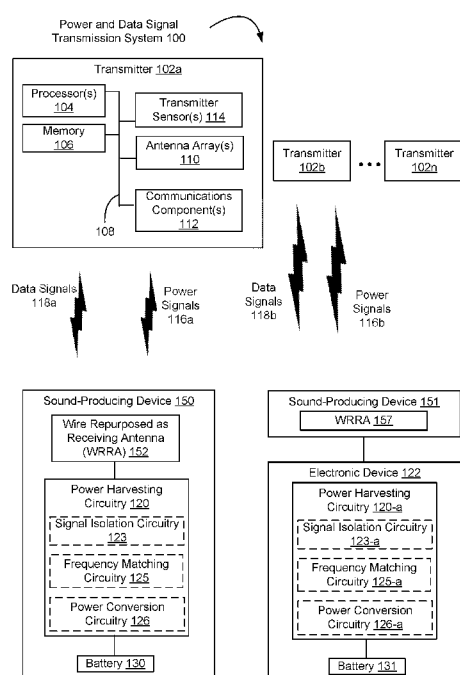 Power and Data Signal
Transmission System 100
Transmitter 102a
Processor(s)
104
Memory
106
Transmitter
Sensor(s) 114
Antenna Array(s)
110
Communications
Component(s)
112
108
Transmitter
102b
Transmitter
102n
Data Signals
118a
Power
Signals
116a
Data
Signals
118b
Power
Signals
116b
Sound-Producing Device 150
Wire Repurposed as
Receiving Antenna
(WRRA) 152
Power Harvesting
Circuitry 120
Signal Isolation Circuitry
123
Frequency Matching
Circuitry 125
Power Conversion
Circuitry 126
Battery 130
Sound-Producing Device 151
WRRA 157
Electronic Device 122
Power Harvesting
Circuitry 120-a
Signal Isolation Circuitry
123-a
Frequency Matching
Circuitry 125-a
Power Conversion
Circuitry 126-a
Battery 131